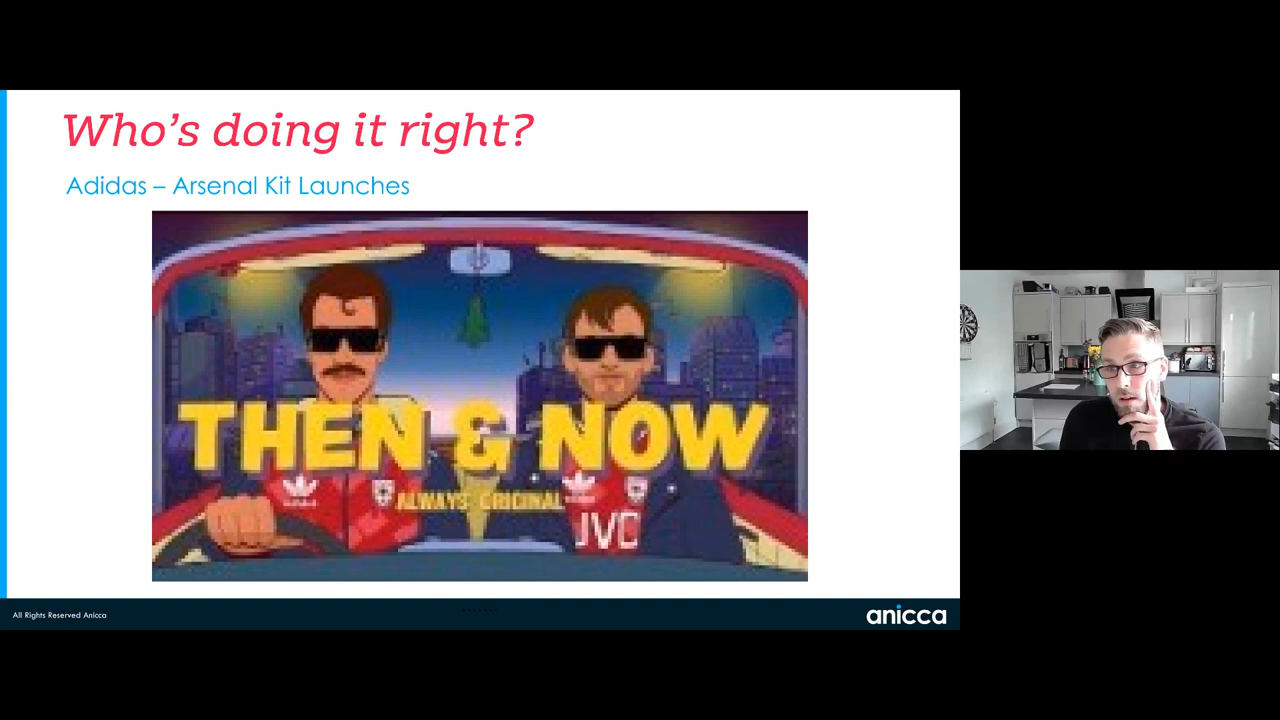 Who's doing it right?
Adidas – Arsenal Kit Launches
THEN & NOW
ALWAYS ORIGINAL
JVC
All Rights Reserved Anicca
anicca